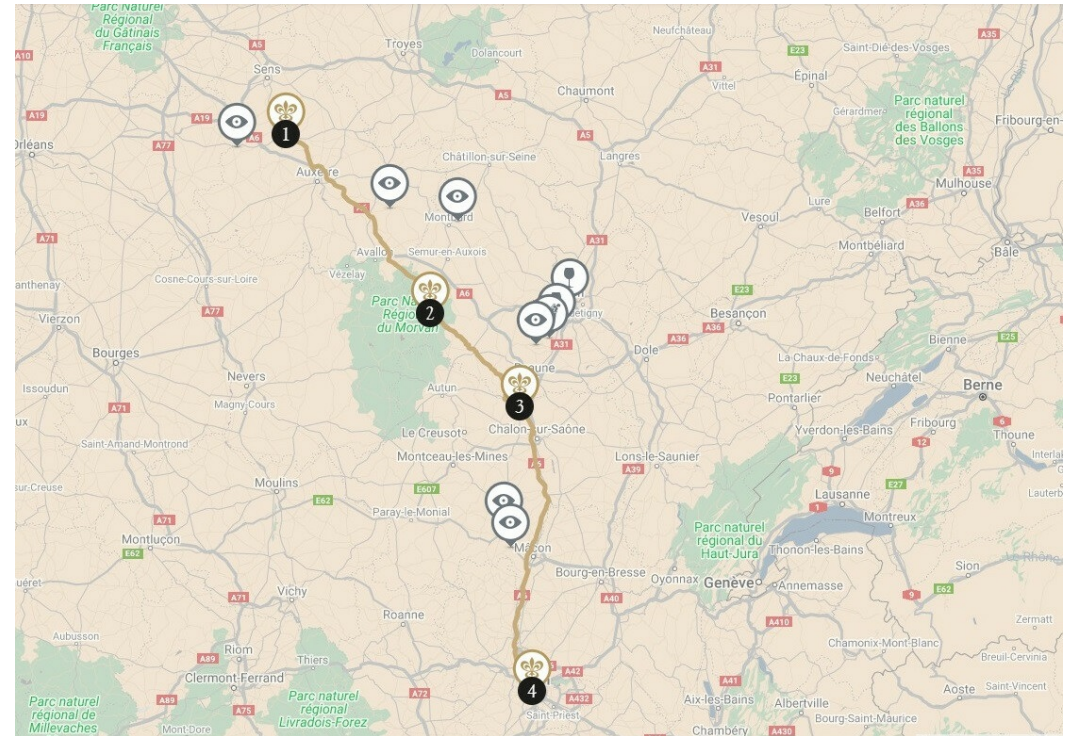 Parc Naturel
Régional
du Gâtinais
Français
A5
Troyes
Dolancourt
Neufchâteau
E23
Saint-Dié-des-Vosges
A35
A10
Sens
A31
Vittel
Épinal
A5
Chaumont
Gérardmer
Parc naturel
régional
des Ballons
des Vosges
Fribourg-en-
A19
A19
A6
1
A77
A5
Orléans
Auxerre
Châtillon-sur-Seine
Langres
A35
Mulhouse
Montbard
Vesoul
Belfort
A36
A71
A31
Montbéliard
Bâle
Avallon
Semur-en-Auxois
Vézelay
Cosne-Cours-sur-Loire
A77
A6
E23
2
Régional
du Morvan
Besançon
A36
A36
Vierzon
A31
Dole
Bienne
E25
Bourges
La Chaux-de-Fonds
Nevers
Neuchâtel
Berne
Issoudun
Autun
E23
Magny-Cours
Pontarlier
A71
3
Fribourg
6
Le Creusot
Chalon-sur-Saône
Yverdon-les-Bains
12
Thoune
Saint-Amand-Montrond
Montceau-les-Mines
Lons-le-Saunier
A39
9
Moulins
E62
E607
Lausanne
E27
1
Paray-le-Monial
Montreux
A71
Montluçon
E62
Parc naturel
régional du
Haut-Jura
Mâcon
Thonon-les-Bains
Bourg-en-Bresse
Oyonnax
Genève
Annemasse
Sion
Le Rhône
Vichy
A71
A40
9
Roanne
A410
Zermatt
Aubusson
Riom
Thiers
Chamonix-Mont-Blanc
Breuil-Cervinia
A89
Clermont-Ferrand
A42
4
A72
A432
A41
Aoste
Saint-Vincent
Parc naturel
régional de
Millevaches
A89
A75
Parc naturel
régional
Livradois-Forez
Saint-Priest
Aix-les-Bains
Albertville
Bourg-Saint-Maurice
Mont-Dore
Chambéry
A430